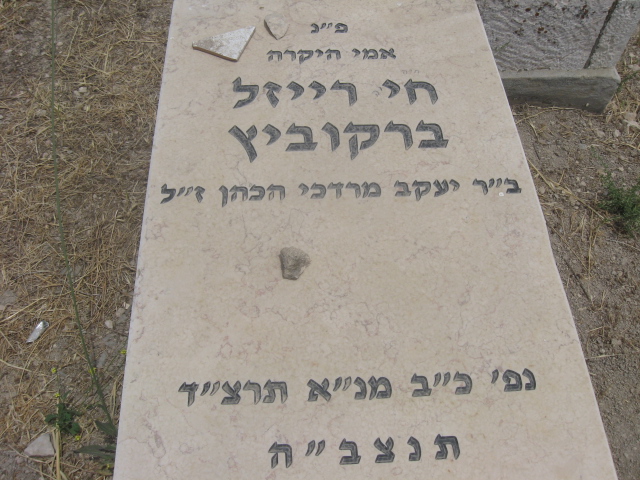 פ״נ
אמי היקרה
חי רייזל
ברקוביץ
ב״ר יעקב מרדכי הכהן ז״ל
נפ׳ כ״ב מנ״א תרצ״ד
תנצב״ה